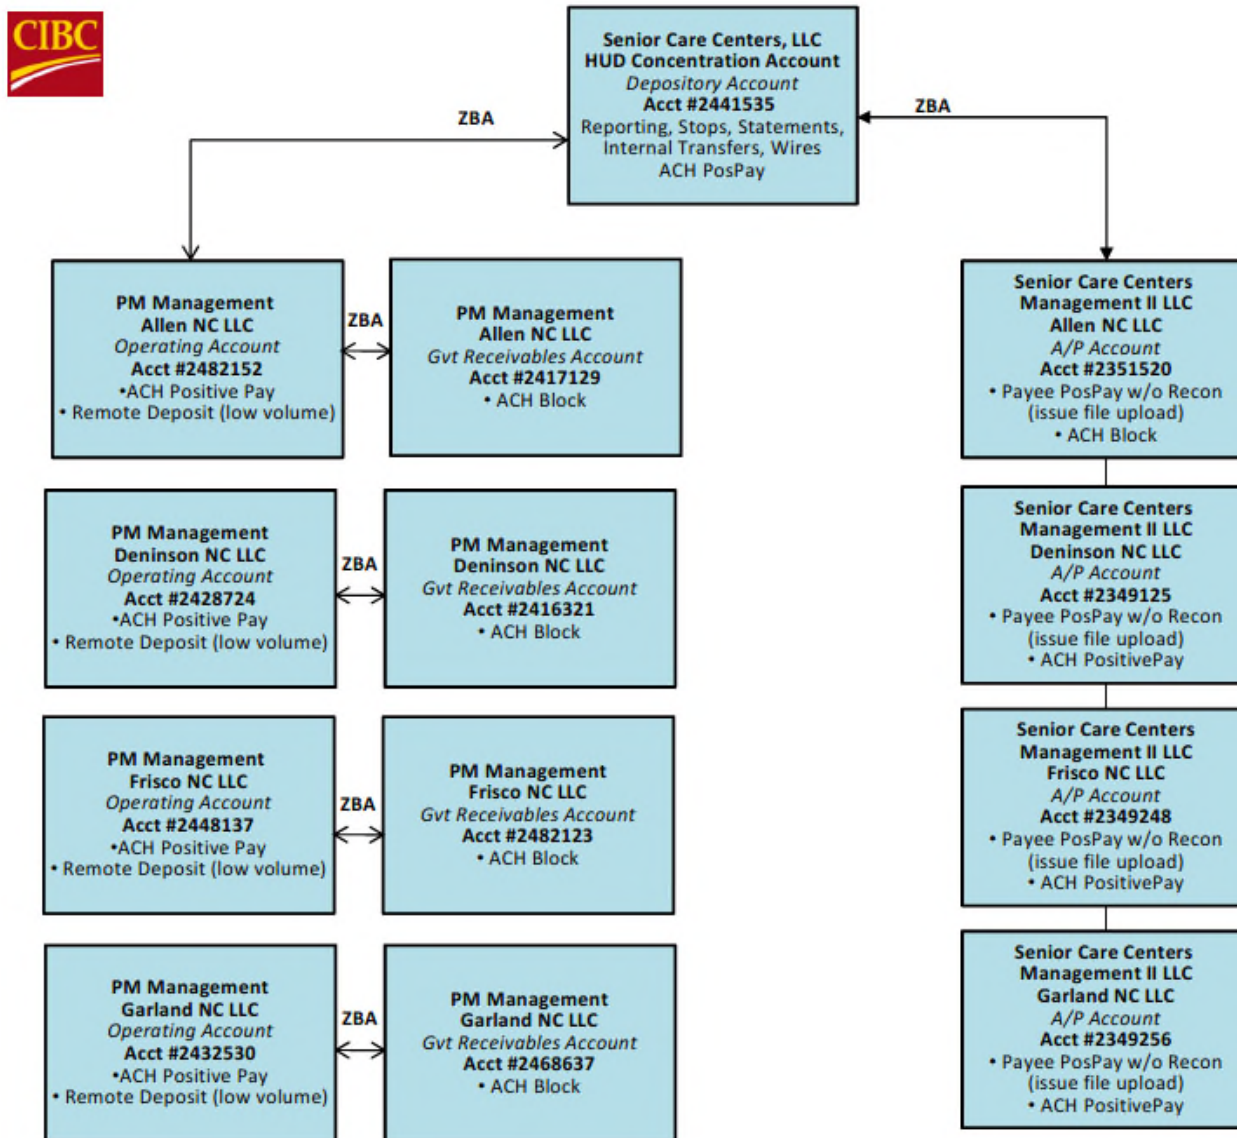 CIBC
Senior Care Centers, LLC
HUD Concentration Account
Depository Account
Acct #2441535
Reporting, Stops, Statements,
Internal Transfers, Wires
ACH PosPay
ZBA
ZBA
PM Management
Allen NC LLC
Operating Account
Acct #2482152
•ACH Positive Pay
• Remote Deposit (low volume)
ZBA
PM Management
Allen NC LLC
Gvt Receivables Account
Acct #2417129
• ACH Block
Senior Care Centers
Management II LLC
Allen NC LLC
A/P Account
Acct #2351520
• Payee PosPay w/o Recon
(issue file upload)
• ACH Block
PM Management
Deninson NC LLC
Operating Account
Acct #2428724
•ACH Positive Pay
• Remote Deposit (low volume)
ZBA
PM Management
Deninson NC LLC
Gvt Receivables Account
Acct #2416321
• ACH Block
Senior Care Centers
Management II LLC
Deninson NC LLC
A/P Account
Acct #2349125
• Payee PosPay w/o Recon
(issue file upload)
• ACH PositivePay
PM Management
Frisco NC LLC
Operating Account
Acct #2448137
•ACH Positive Pay
• Remote Deposit (low volume)
ZBA
PM Management
Frisco NC LLC
Gvt Receivables Account
Acct #2482123
• ACH Block
Senior Care Centers
Management II LLC
Frisco NC LLC
A/P Account
Acct #2349248
• Payee PosPay w/o Recon
(issue file upload)
• ACH PositivePay
PM Management
Garland NC LLC
Operating Account
Acct #2432530
•ACH Positive Pay
• Remote Deposit (low volume)
ZBA
PM Management
Garland NC LLC
Gvt Receivables Account
Acct #2468637
• ACH Block
Senior Care Centers
Management II LLC
Garland NC LLC
A/P Account
Acct #2349256
• Payee PosPay w/o Recon
(issue file upload)
• ACH PositivePay